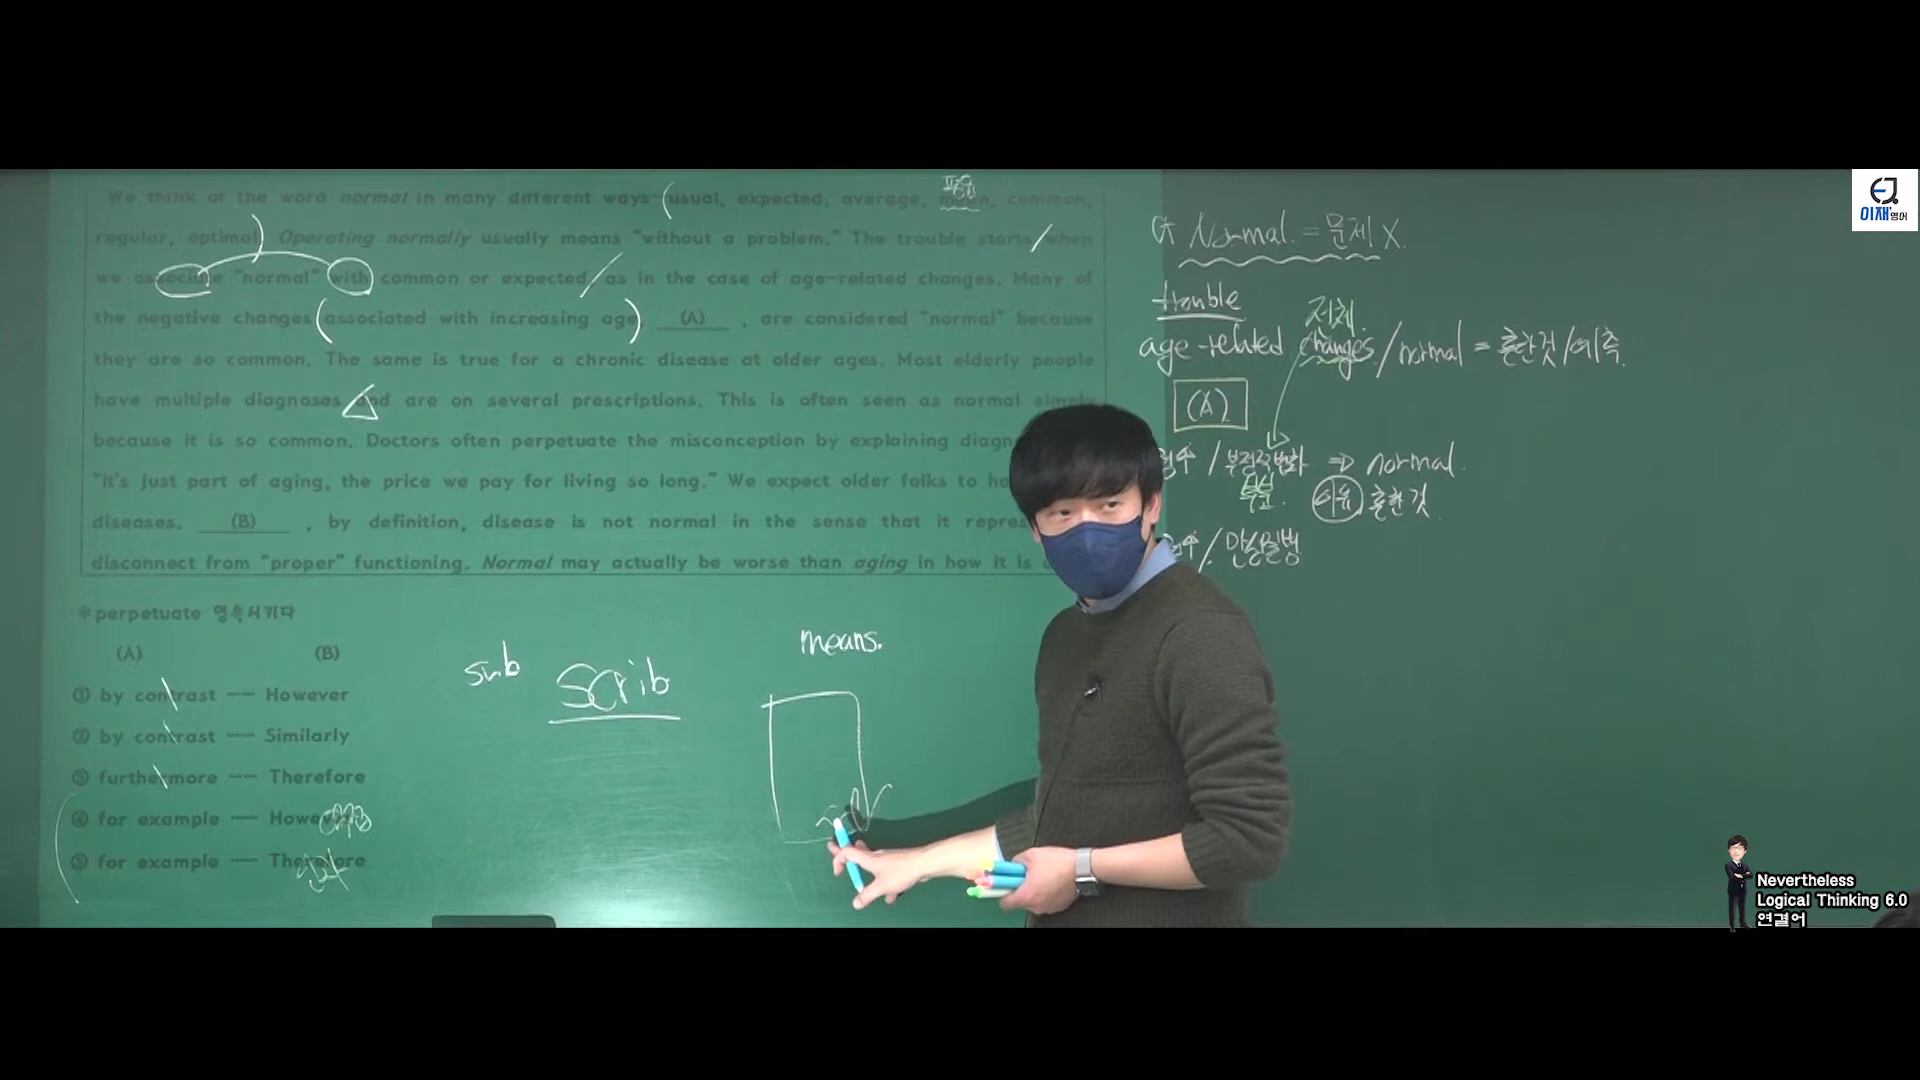 We think of the word normal in many different ways—usual, expected, average, mean, common,
평균
regular, optimal. Operating normally usually means "without a problem." The trouble starts when
we associate "normal" with common or expected, as in the case of age-related changes. Many of
the negative changes associated with increasing age, (A) , are considered "normal" because
they are so common. The same is true for a chronic disease at older ages. Most elderly people
have multiple diagnoses and are on several prescriptions. This is often seen as normal simply
because it is so common. Doctors often perpetuate the misconception by explaining
"it's just part of aging, the price we pay for living so long." We expect older folks to
diseases. (B) , by definition, disease is not normal in the sense that it
disconnect from "proper" functioning. Normal may actually be worse than aging in how it is
*perpetuate 영속시키다
(A) (B)
① by contrast ---- However
② by contrast ---- Similarly
③ furthermore ---- Therefore
④ for example ---- However
⑤ for example ---- Therefore
sub scrib
means.
Normal = 문제 X.
trouble
전체
age-related changes / normal = 흔한것 / 예측.
(A)
/ 부정적변화 ⇒ normal.
이유 흔한것
/ 만성질병
EJ
이재영어
Nevertheless
Logical Thinking 6.0
연결어